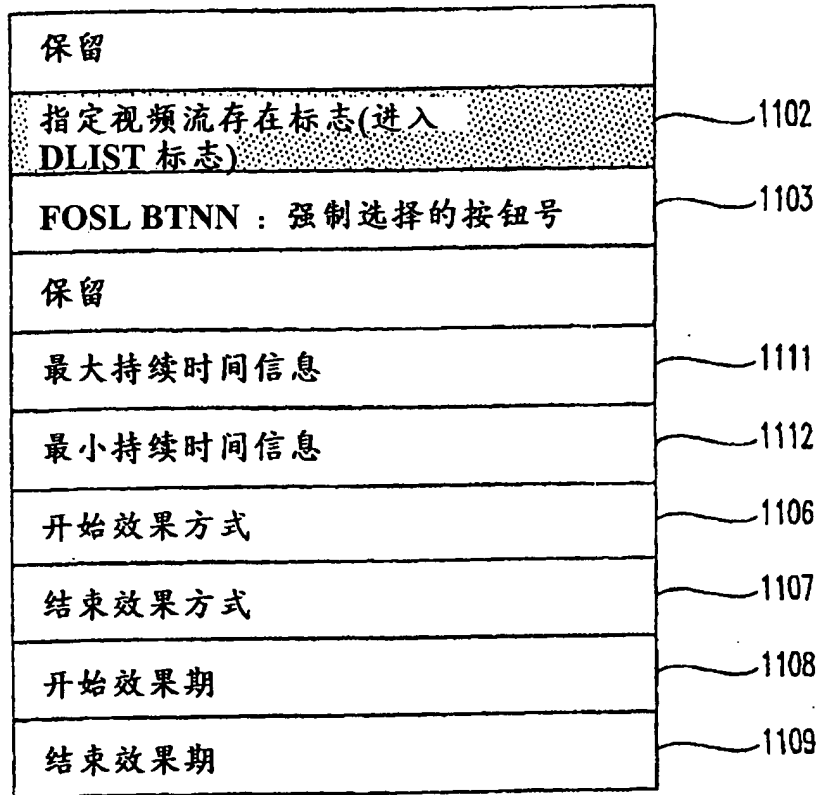 保留
指定视频流存在标志(进入
DLIST 标志)
1102
FOSL BTNN : 强制选择的按钮号
1103
保留
最大持续时间信息
1111
最小持续时间信息
1112
开始效果方式
1106
结束效果方式
1107
开始效果期
1108
结束效果期
1109